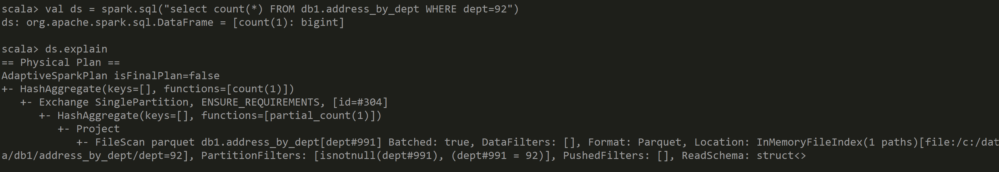 scala> val ds = spark.sql("select count(*) FROM db1.address_by_dept WHERE dept=92")
ds: org.apache.spark.sql.DataFrame = [count(1): bigint]
scala> ds.explain
== Physical Plan ==
AdaptiveSparkPlan isFinalPlan=false
+- HashAggregate(keys=[], functions=[count(1)])
   +- Exchange SinglePartition, ENSURE_REQUIREMENTS, [id=#304]
      +- HashAggregate(keys=[], functions=[partial_count(1)])
         +- Project
            +- FileScan parquet db1.address_by_dept[dept#991] Batched: true, DataFilters: [], Format: Parquet, Location: InMemoryFileIndex(1 paths)[file:/c:/dat
a/db1/address_by_dept/dept=92], PartitionFilters: [isnotnull(dept#991), (dept#991 = 92)], PushedFilters: [], ReadSchema: struct<>